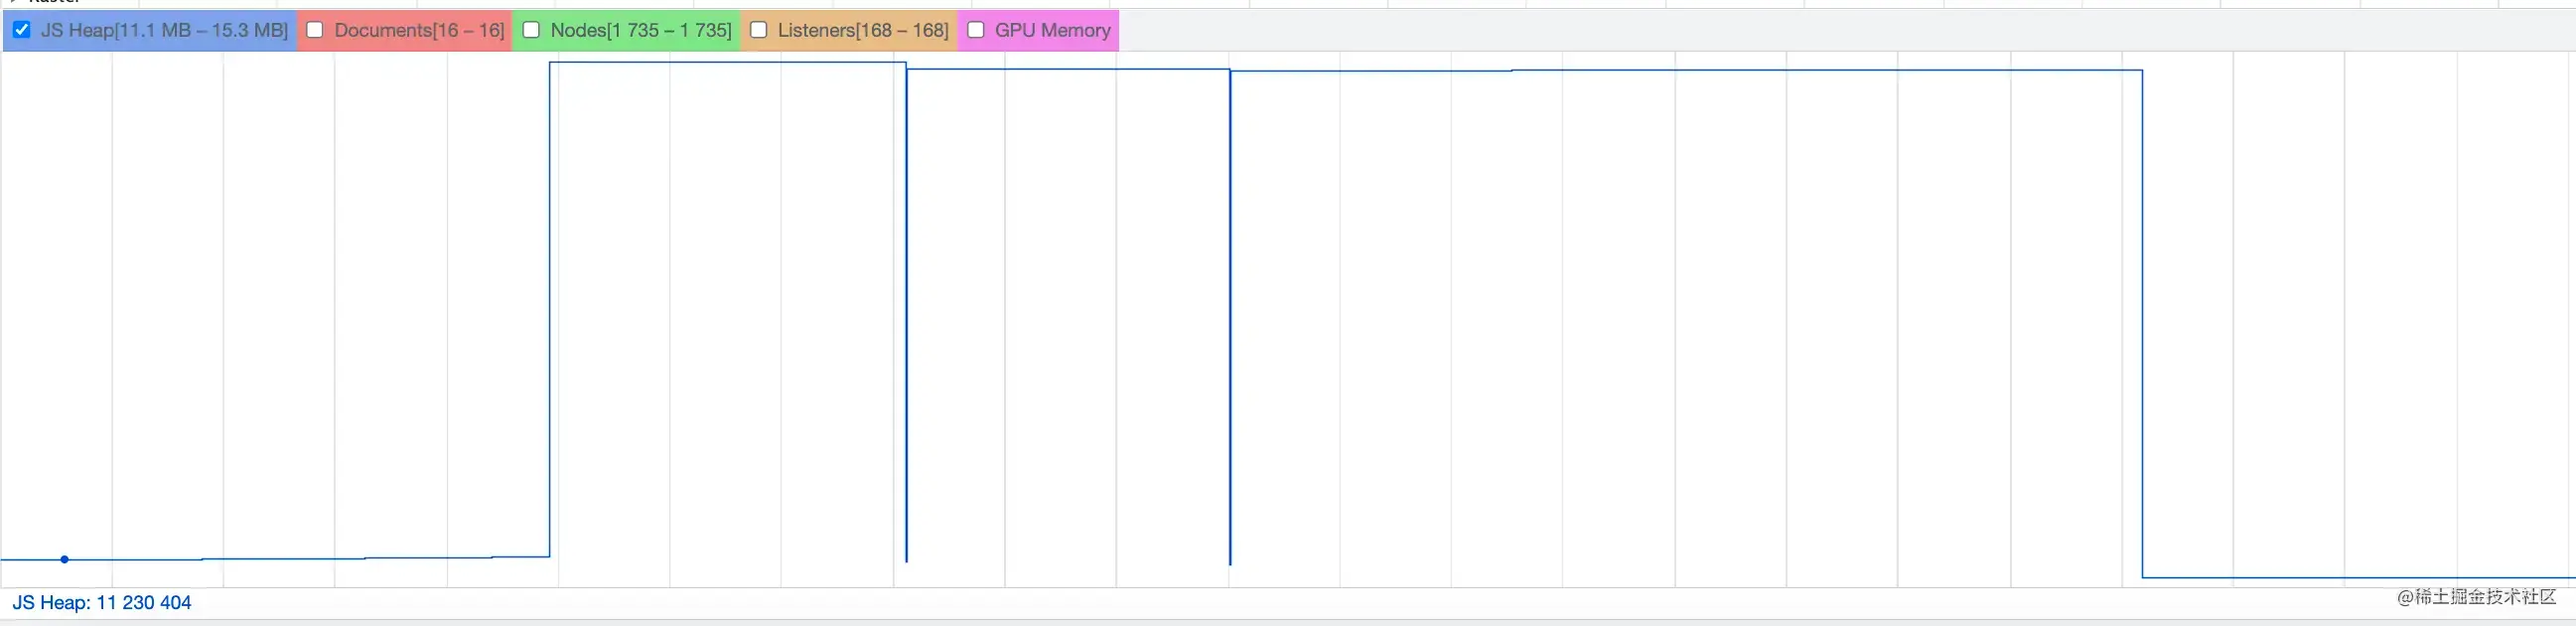 Raster
JS Heap[11.1 MB – 15.3 MB] Documents[16 – 16] Nodes[1 735 – 1 735] Listeners[168 – 168] GPU Memory
JS Heap: 11 230 404
@稀土掘金技术社区